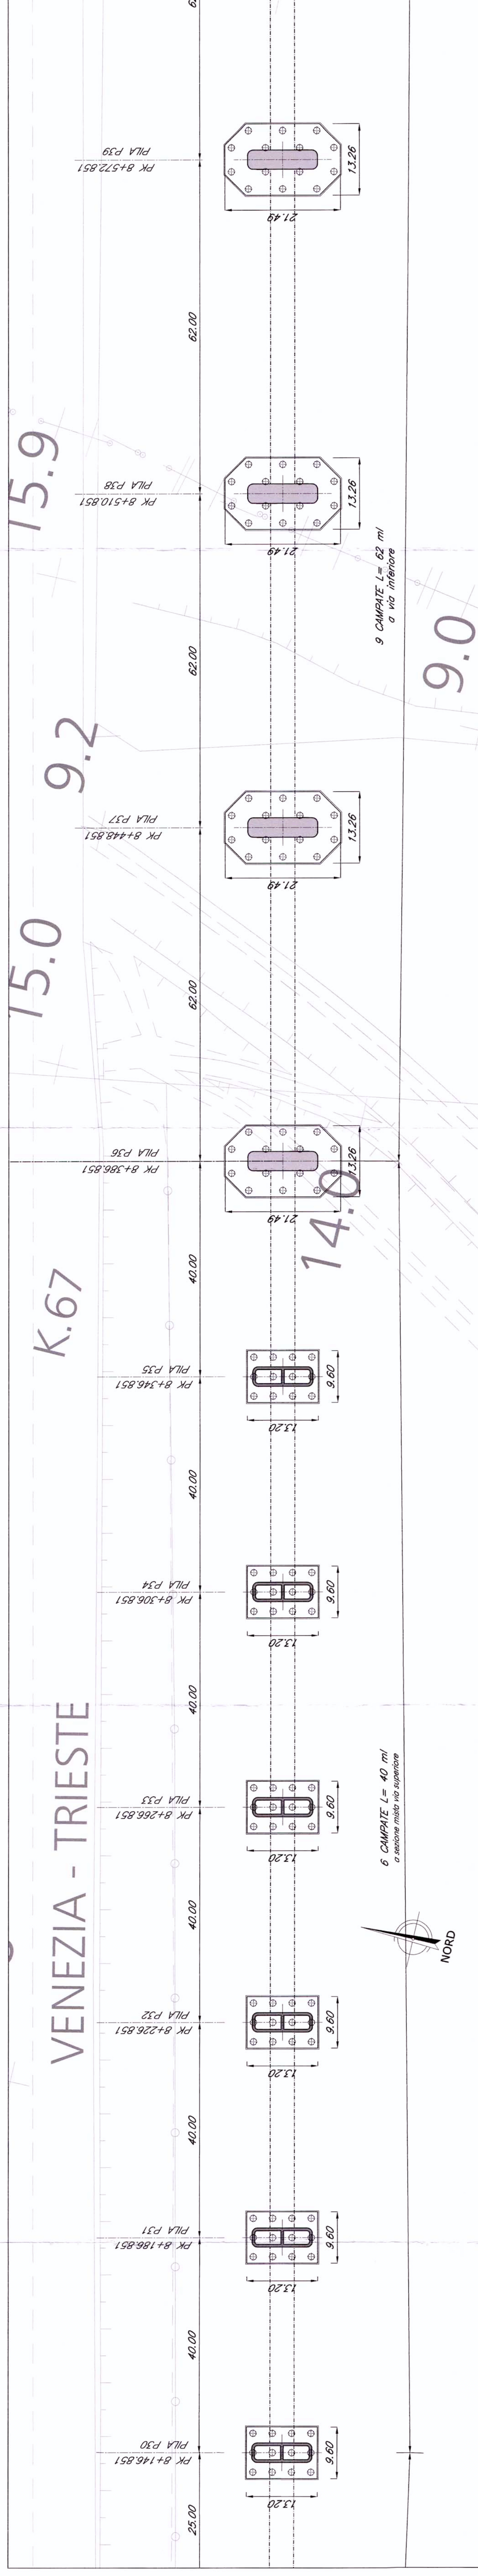 62.00
PILA P39
PK 8+572.851
21.49
13.26
62.00
15.9
PILA P38
PK 8+510.851
21.49
13.26
9 CAMPATE L= 62 ml
a via inferiore
9.0
62.00
9.2
PILA P37
PK 8+448.851
21.49
13.26
15.0
62.00
PILA P36
PK 8+386.851
21.49
13.26
14.0
K.67
40.00
PILA P35
PK 8+346.851
13.20
9.60
40.00
PILA P34
PK 8+306.851
13.20
9.60
40.00
VENEZIA - TRIESTE
PILA P33
PK 8+266.851
13.20
9.60
6 CAMPATE L= 40 ml
a sezione mista via superiore
NORD
40.00
PILA P32
PK 8+226.851
13.20
9.60
40.00
PILA P31
PK 8+186.851
13.20
9.60
40.00
PILA P30
PK 8+146.851
13.20
9.60
25.00